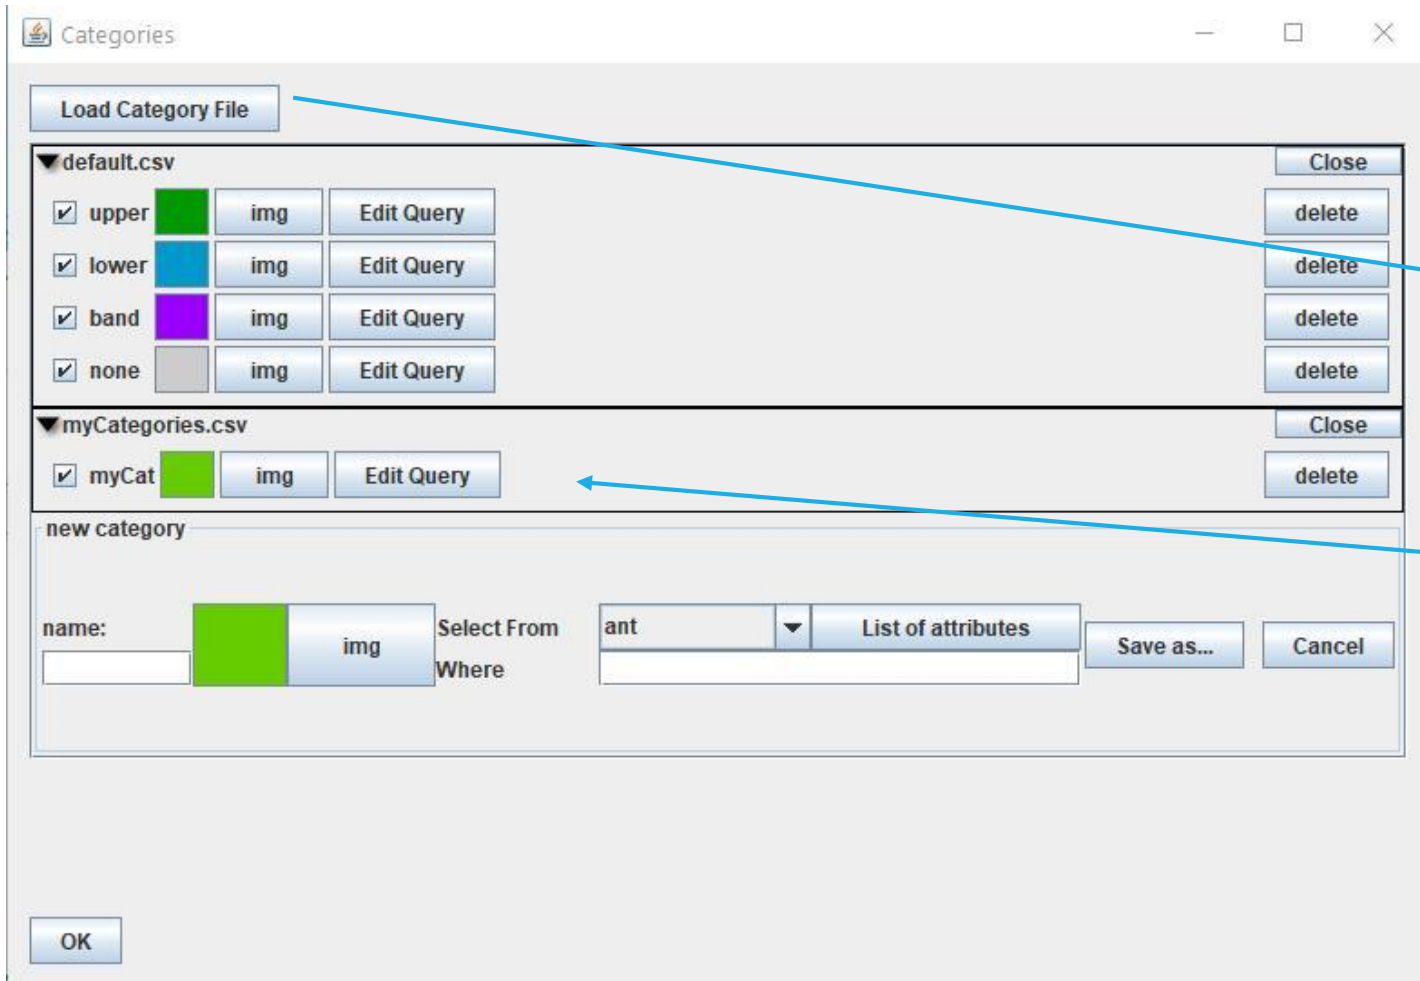 Categories
Load Category File
default.csv Close
upper img Edit Query delete
lower img Edit Query delete
band img Edit Query delete
none img Edit Query delete
myCategories.csv Close
myCat img Edit Query delete
new category
name: img Select From ant List of attributes Save as... Cancel
Where
OK